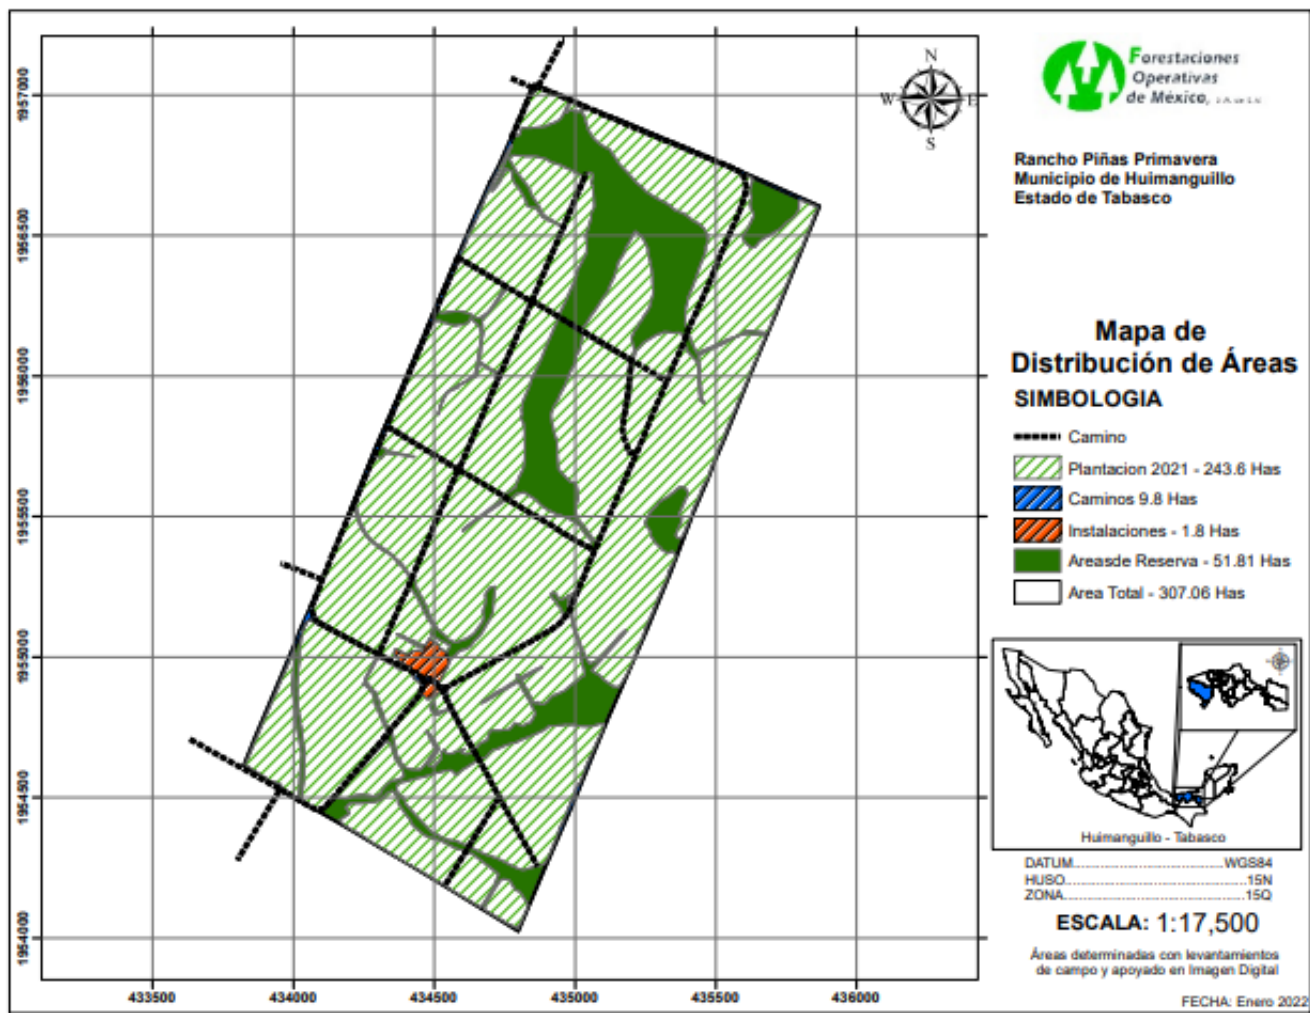 N
W
E
S
Forestaciones
Operativas
de México, S.A. de C.V.
Rancho Piñas Primavera
Municipio de Huimanguillo
Estado de Tabasco
Mapa de
Distribución de Áreas
SIMBOLOGIA
Camino
Plantacion 2021 - 243.6 Has
Caminos 9.8 Has
Instalaciones - 1.8 Has
Areasde Reserva - 51.81 Has
Area Total - 307.06 Has
Huimanguillo - Tabasco
DATUM..........................................WGS84
HUSO..................................................15N
ZONA..................................................15Q
ESCALA: 1:17,500
Áreas determinadas con levantamientos
de campo y apoyado en Imagen Digital
FECHA: Enero 2022
1957000
1956500
1956000
1955500
1955000
1954500
1954000
433500
434000
434500
435000
435500
436000